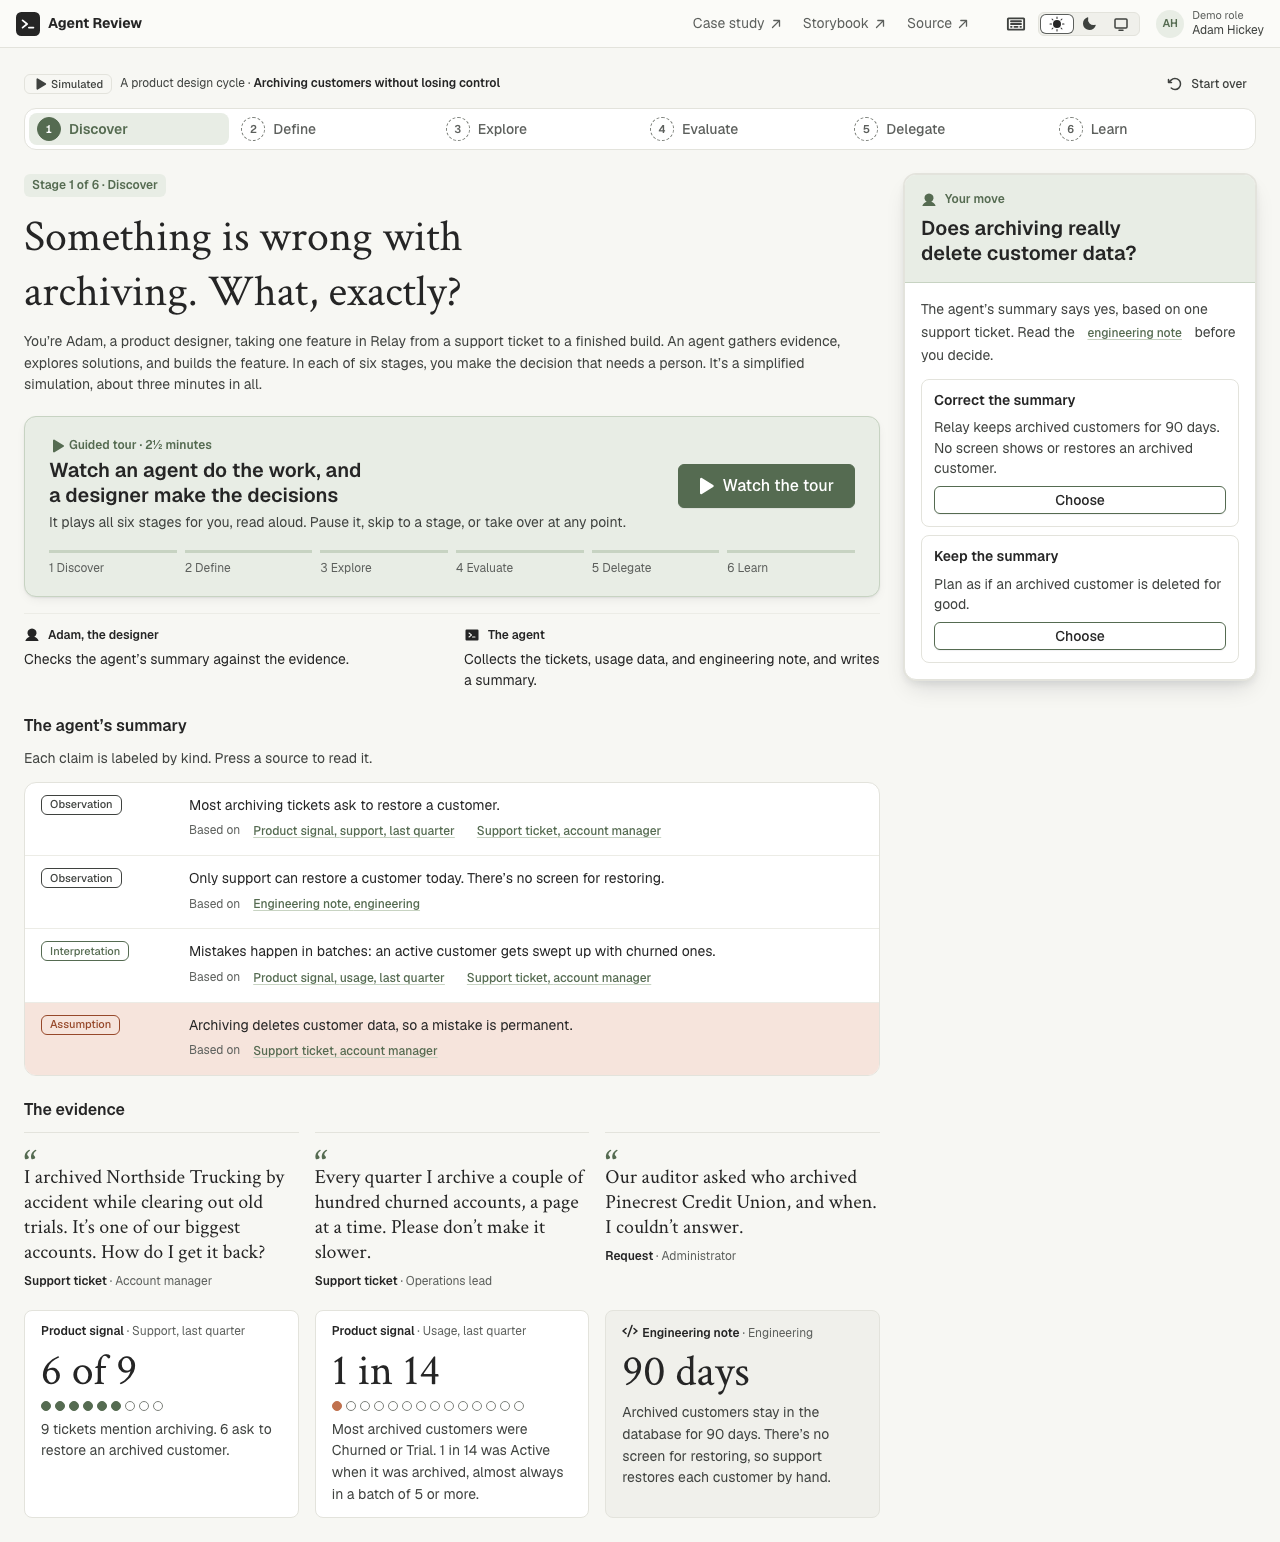 Agent Review
Case study
Storybook
Source
AH
Demo role
Adam Hickey
Simulated
A product design cycle · Archiving customers without losing control
Start over
1 Discover
2 Define
3 Explore
4 Evaluate
5 Delegate
6 Learn
Stage 1 of 6 · Discover
Something is wrong with
archiving. What, exactly?
You’re Adam, a product designer, taking one feature in Relay from a support ticket to a finished build. An agent gathers evidence,
explores solutions, and builds the feature. In each of six stages, you make the decision that needs a person. It’s a simplified
simulation, about three minutes in all.
Guided tour · 2½ minutes
Watch an agent do the work, and
a designer make the decisions
It plays all six stages for you, read aloud. Pause it, skip to a stage, or take over at any point.
Watch the tour
1 Discover
2 Define
3 Explore
4 Evaluate
5 Delegate
6 Learn
Adam, the designer
Checks the agent’s summary against the evidence.
The agent
Collects the tickets, usage data, and engineering note, and writes
a summary.
Your move
Does archiving really
delete customer data?
The agent’s summary says yes, based on one
support ticket. Read the engineering note before
you decide.
Correct the summary
Relay keeps archived customers for 90 days.
No screen shows or restores an archived
customer.
Choose
Keep the summary
Plan as if an archived customer is deleted for
good.
Choose
The agent’s summary
Each claim is labeled by kind. Press a source to read it.
Observation
Most archiving tickets ask to restore a customer.
Based on Product signal, support, last quarter Support ticket, account manager
Observation
Only support can restore a customer today. There’s no screen for restoring.
Based on Engineering note, engineering
Interpretation
Mistakes happen in batches: an active customer gets swept up with churned ones.
Based on Product signal, usage, last quarter Support ticket, account manager
Assumption
Archiving deletes customer data, so a mistake is permanent.
Based on Support ticket, account manager
The evidence
“
I archived Northside Trucking by
accident while clearing out old
trials. It’s one of our biggest
accounts. How do I get it back?
Support ticket · Account manager
“
Every quarter I archive a couple of
hundred churned accounts, a page
at a time. Please don’t make it
slower.
Support ticket · Operations lead
“
Our auditor asked who archived
Pinecrest Credit Union, and when.
I couldn’t answer.
Request · Administrator
Product signal · Support, last quarter
6 of 9
9 tickets mention archiving. 6 ask to
restore an archived customer.
Product signal · Usage, last quarter
1 in 14
Most archived customers were
Churned or Trial. 1 in 14 was Active
when it was archived, almost always
in a batch of 5 or more.
Engineering note · Engineering
90 days
Archived customers stay in the
database for 90 days. There’s no
screen for restoring, so support
restores each customer by hand.